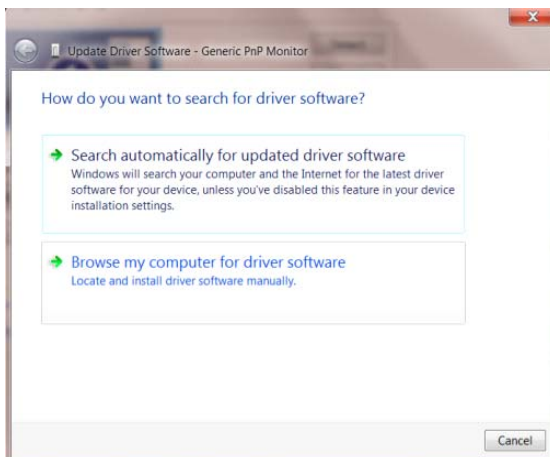 Update Driver Software - Generic PnP Monitor
How do you want to search for driver software?
Search automatically for updated driver software
Windows will search your computer and the Internet for the latest driver
software for your device, unless you've disabled this feature in your device
installation settings.
Browse my computer for driver software
Locate and install driver software manually.
Cancel